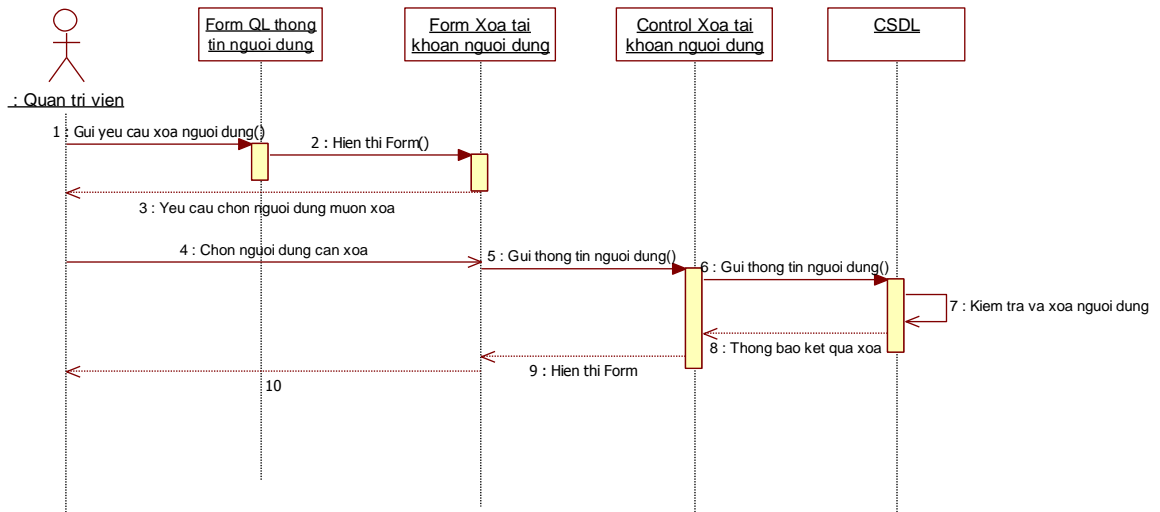 Form QL thong
tin nguoi dung
Form Xoa tai
khoan nguoi dung
Control Xoa tai
khoan nguoi dung
CSDL
: Quan tri vien
1 : Gui yeu cau xoa nguoi dung()
2 : Hien thi Form()
3 : Yeu cau chon nguoi dung muon xoa
4 : Chon nguoi dung can xoa
5 : Gui thong tin nguoi dung()
6 : Gui thong tin nguoi dung()
7 : Kiem tra va xoa nguoi dung
8 : Thong bao ket qua xoa
9 : Hien thi Form
10